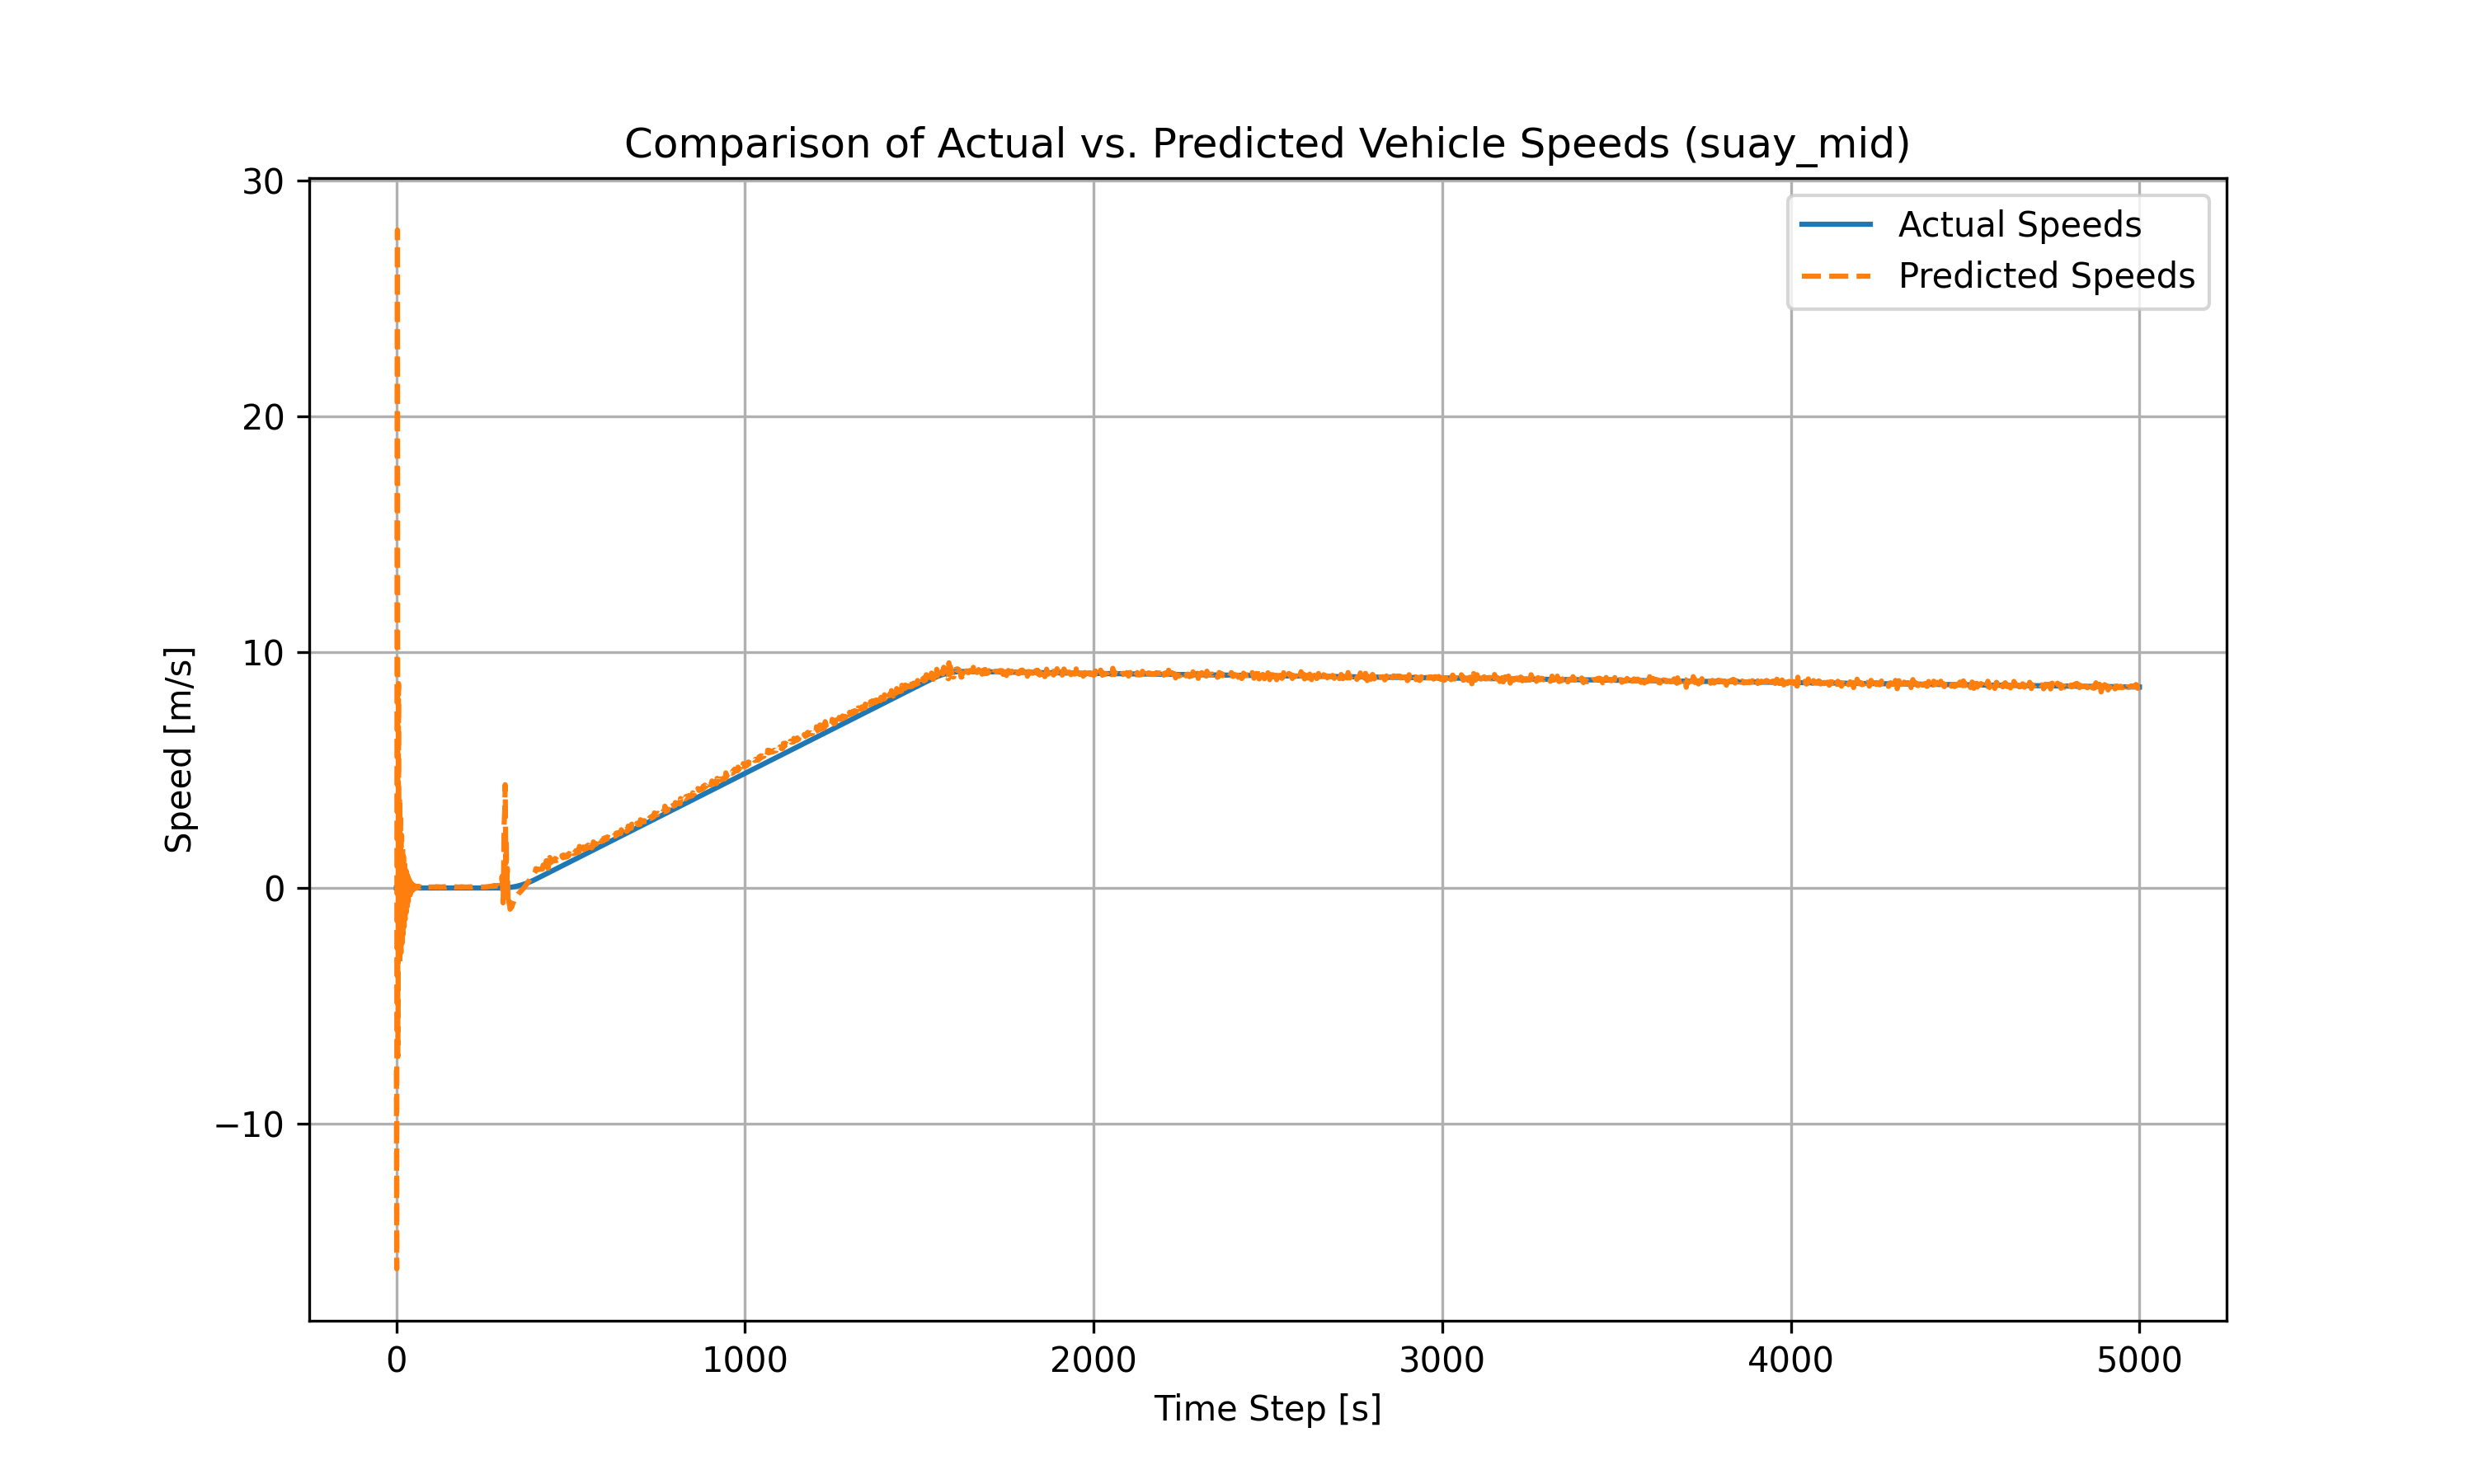 Comparison of Actual vs. Predicted Vehicle Speeds (suay_mid)
30
20
10
0
−10
Speed [m/s]
Actual Speeds
Predicted Speeds
0 1000 2000 3000 4000 5000
Time Step [s]